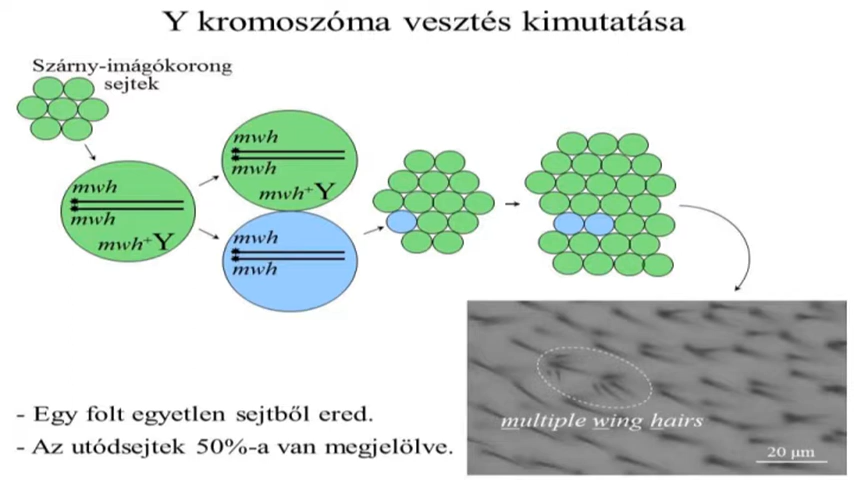 Y kromoszóma vesztés kimutatása
Szárny-imágókorong
sejtek
mwh
mwh
mwh⁺Y
mwh
mwh
mwh⁺Y
mwh
mwh
multiple wing hairs
20 μm
- Egy folt egyetlen sejtből ered.
- Az utódsejtek 50%-a van megjelölve.